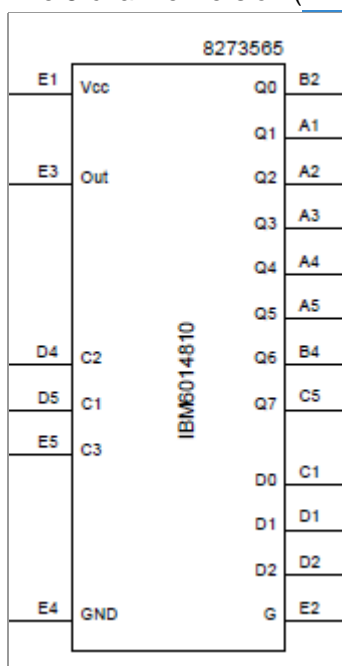 8273565
E1 Vcc Q0 B2
Q1 A1
E3 Out Q2 A2
Q3 A3
Q4 A4
Q5 A5
IBM6014810
D4 C2 Q6 B4
D5 C1 Q7 C5
E5 C3
D0 C1
D1 D1
D2 D2
E4 GND G E2